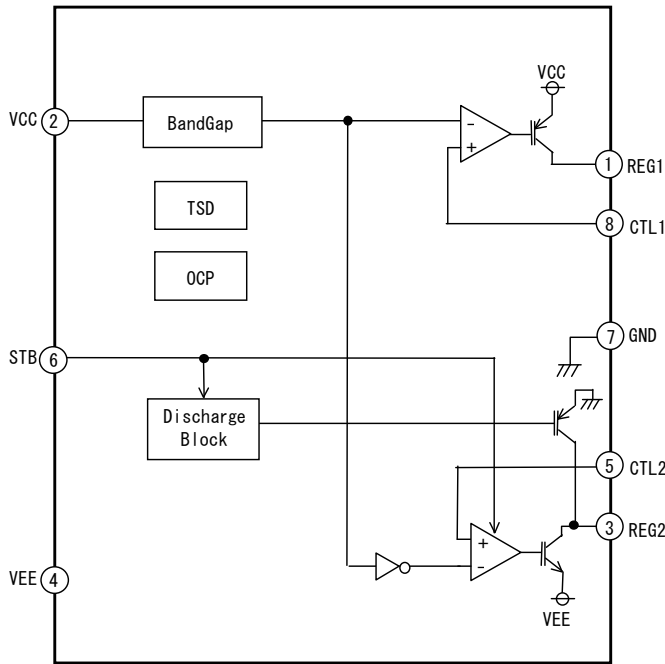 VCC
VCC 2 BandGap
- +
1 REG1
TSD
8 CTL1
OCP
7 GND
STB 6
Discharge
Block
5 CTL2
3 REG2
+
-
VEE 4
VEE